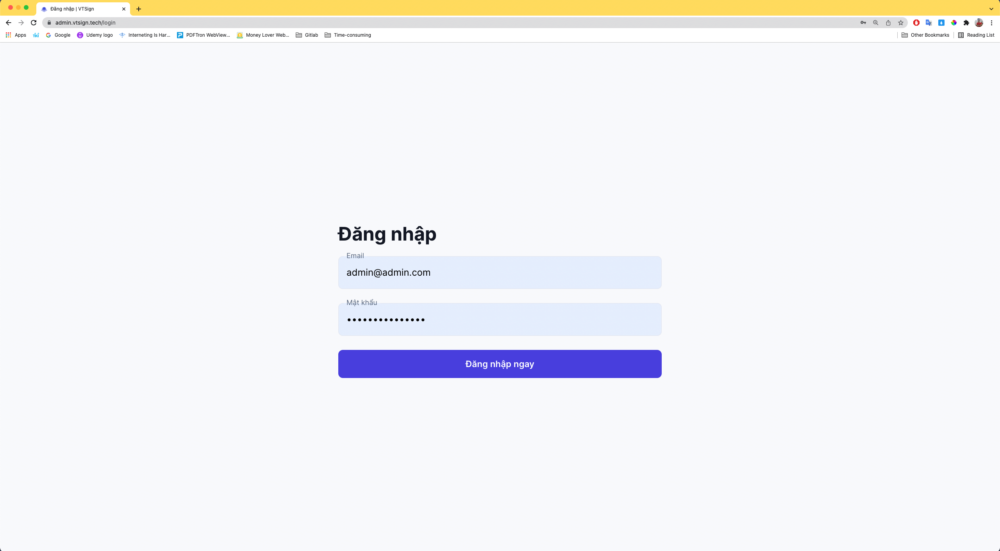 Đăng nhập | VTSign
admin.vtsign.tech/login
Apps TIKI Google Udemy logo Interneting Is Har... PDFTron WebView... Money Lover Web... Gitlab Time-consuming Other Bookmarks Reading List
Đăng nhập
Email
admin@admin.com
Mật khẩu
•••••••••••••••
Đăng nhập ngay